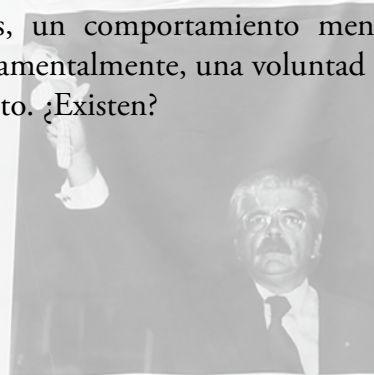 s, un comportamiento men
amentalmente, una voluntad
to. ¿Existen?